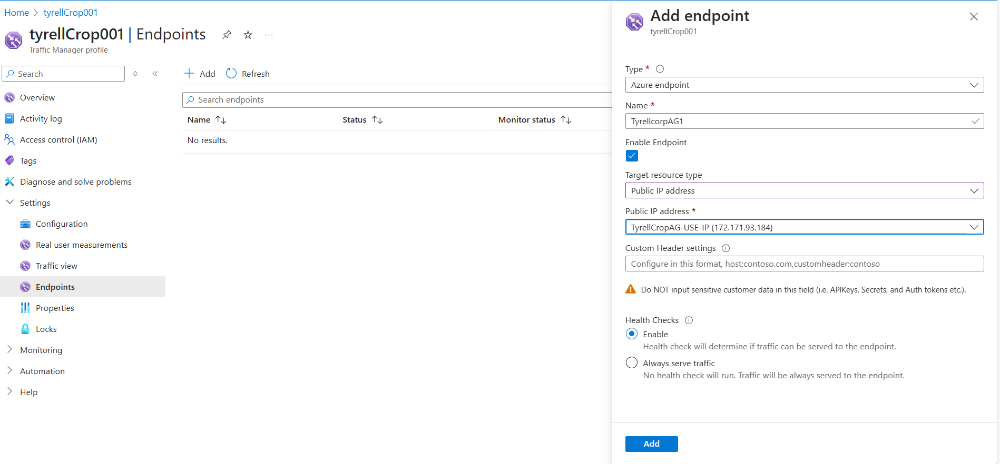 Home > tyrellCrop001
tyrellCrop001 | Endpoints
Traffic Manager profile
Search
Overview
Activity log
Access control (IAM)
Tags
Diagnose and solve problems
Settings
Configuration
Real user measurements
Traffic view
Endpoints
Properties
Locks
Monitoring
Automation
Help
Add Refresh
Search endpoints
Name Status Monitor status
No results.
Add endpoint
tyrellCrop001
Type *
Azure endpoint
Name *
TyrellcorpAG1
Enable Endpoint
Target resource type
Public IP address
Public IP address *
TyrellCropAG-USE-IP (172.171.93.184)
Custom Header settings
Configure in this format, host:contoso.com,customheader:contoso
Do NOT input sensitive customer data in this field (i.e. APIKeys, Secrets, and Auth tokens etc.).
Health Checks
Enable
Health check will determine if traffic can be served to the endpoint.
Always serve traffic
No health check will run. Traffic will be always served to the endpoint.
Add